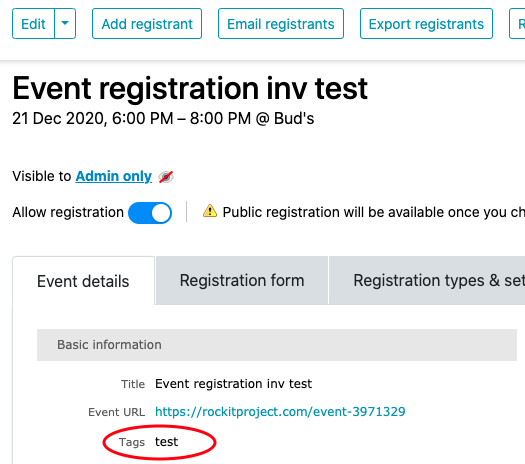 Edit Add registrant Email registrants Export registrants R
Event registration inv test
21 Dec 2020, 6:00 PM – 8:00 PM @ Bud's
Visible to Admin only
Allow registration Public registration will be available once you ch
Event details Registration form Registration types & set
Basic information
Title Event registration inv test
Event URL https://rockitproject.com/event-3971329
Tags test